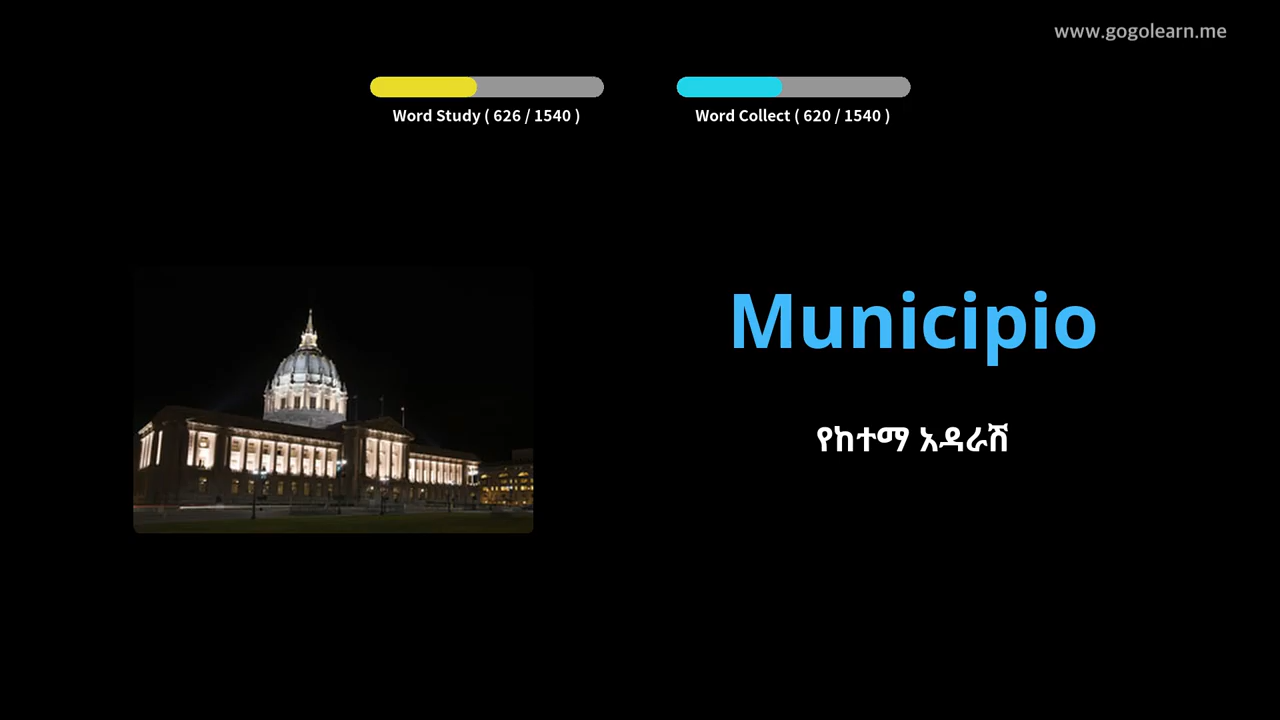 www.gogolearn.me
Word Study ( 626 / 1540 )
Word Collect ( 620 / 1540 )
Municipio
የከተማ አዳራሽ